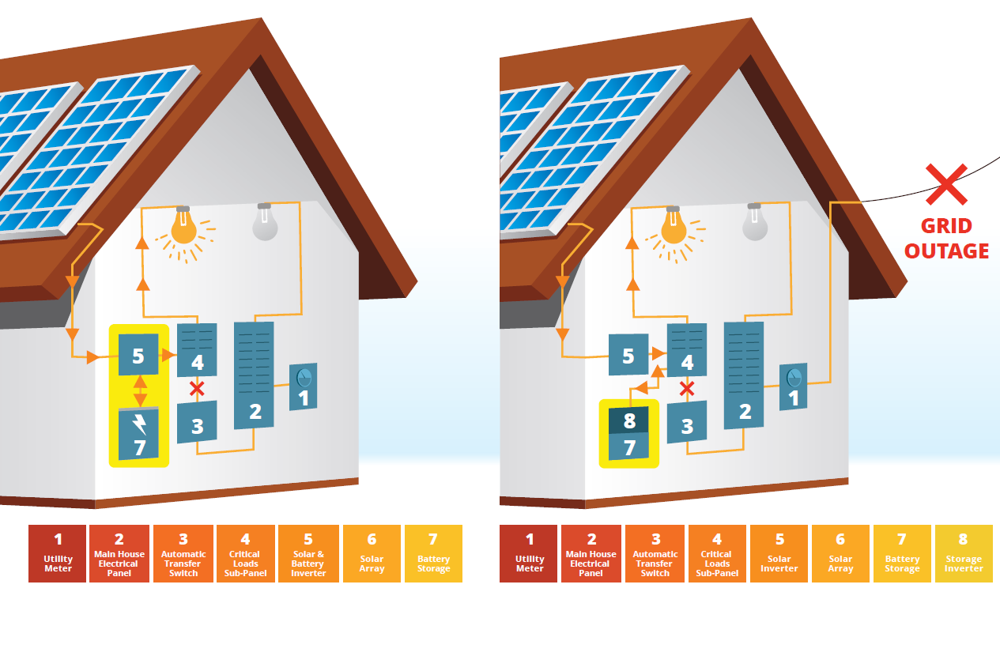 GRID
OUTAGE
5
4
7
3
2
1
5
4
8
7
3
2
1
1
Utility
Meter
2
Main House
Electrical
Panel
3
Automatic
Transfer
Switch
4
Critical
Loads
Sub-Panel
5
Solar &
Battery
Inverter
6
Solar
Array
7
Battery
Storage
1
Utility
Meter
2
Main House
Electrical
Panel
3
Automatic
Transfer
Switch
4
Critical
Loads
Sub-Panel
5
Solar
Inverter
6
Solar
Array
7
Battery
Storage
8
Storage
Inverter